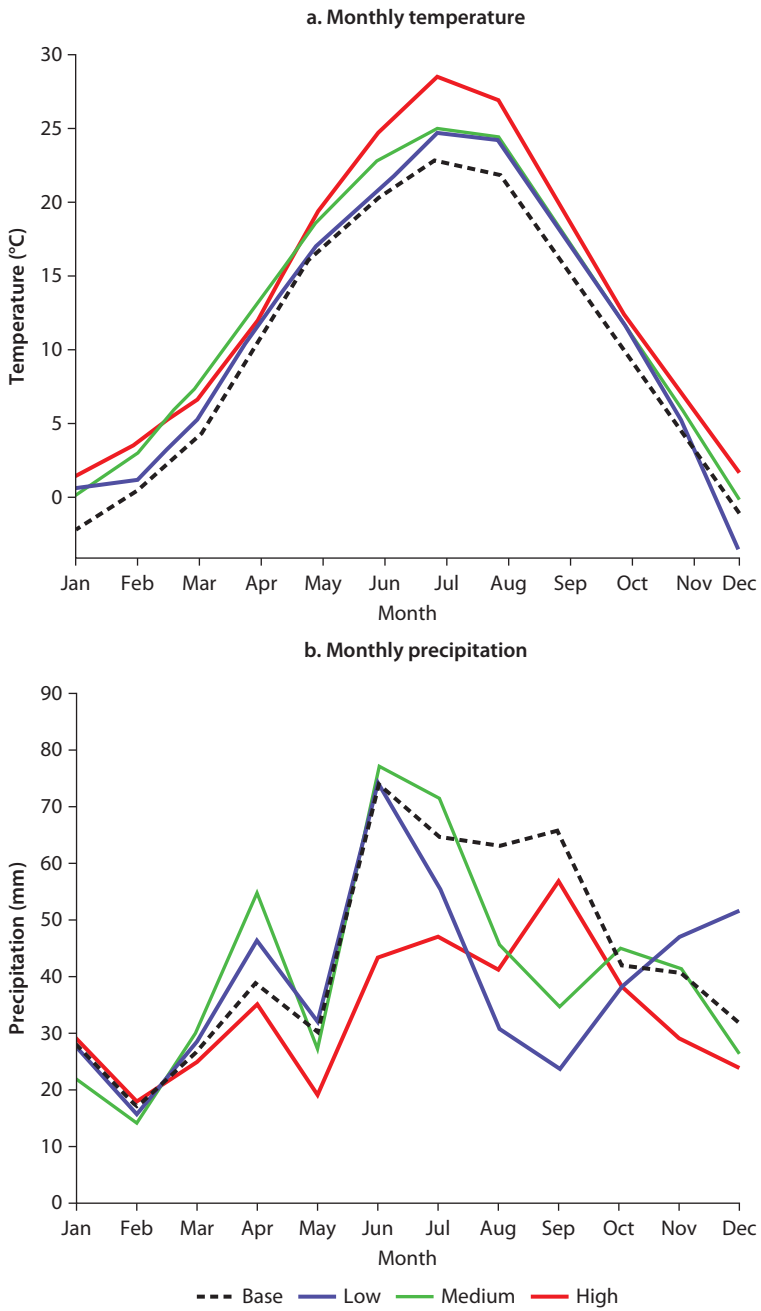 a. Monthly temperature
30
25
20
15
10
5
0
Temperature (°C)
Jan Feb Mar Apr May Jun Jul Aug Sep Oct Nov Dec
Month
b. Monthly precipitation
90
80
70
60
50
40
30
20
10
0
Precipitation (mm)
Jan Feb Mar Apr May Jun Jul Aug Sep Oct Nov Dec
Month
Base Low Medium High